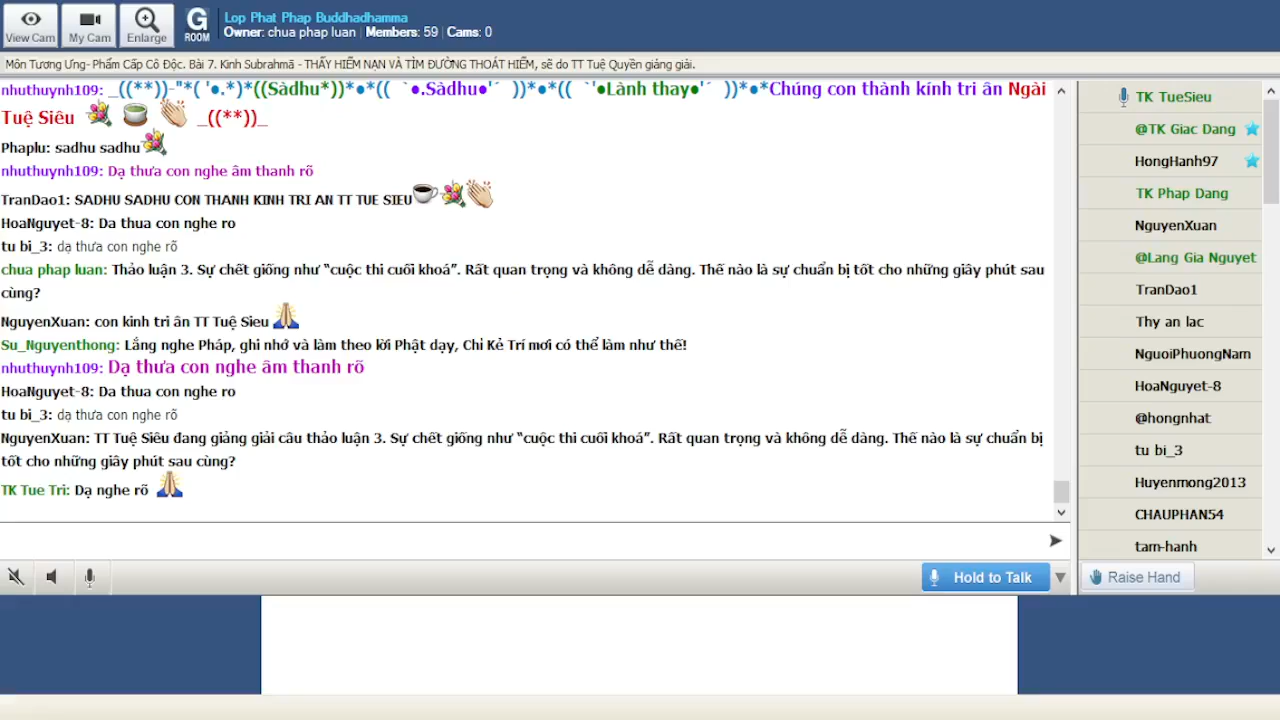 View Cam
My Cam
Enlarge
G
ROOM
Lop Phat Phap Buddhadhamma
Owner: chua phap luan | Members: 59 | Cams: 0
Môn Tương Ưng- Phẩm Cấp Cô Độc. Bài 7. Kinh Subrahmā - THẤY HIỂM NẠN VÀ TÌM ĐƯỜNG THOÁT HIỂM, sẽ do TT Tuệ Quyền giảng giải.
nhuthuynh109: _((**))-"*( '●.*)*((Sàdhu*))*●*((  `●.Sàdhu●'´ ))*●*((  `'●Lành thay●'´ ))*●*Chúng con thành kính tri ân Ngài
Tuệ Siêu _((**))_
Phaplu: sadhu sadhu
nhuthuynh109: Dạ thưa con nghe âm thanh rõ
TranDao1: SADHU SADHU CON THANH KINH TRI AN TT TUE SIEU
HoaNguyet-8: Da thua con nghe ro
tu bi_3: dạ thưa con nghe rõ
chua phap luan: Thảo luận 3. Sự chết giống như “cuộc thi cuối khoá”. Rất quan trọng và không dễ dàng. Thế nào là sự chuẩn bị tốt cho những giây phút sau
cùng?
NguyenXuan: con kinh tri ân TT Tuệ Sieu
Su_Nguyenthong: Lắng nghe Pháp, ghi nhớ và làm theo lời Phật dạy, Chỉ Kẻ Trí mơi có thể làm như thế!
nhuthuynh109: Dạ thưa con nghe âm thanh rõ
HoaNguyet-8: Da thua con nghe ro
tu bi_3: dạ thưa con nghe rõ
NguyenXuan: TT Tuệ Siêu đang giảng giải câu thảo luận 3. Sự chết giống như “cuộc thi cuối khoá”. Rất quan trọng và không dễ dàng. Thế nào là sự chuẩn bị
tốt cho những giây phút sau cùng?
TK Tue Tri: Dạ nghe rõ
Hold to Talk
TK TueSieu
@TK Giac Dang
HongHanh97
TK Phap Dang
NguyenXuan
@Lang Gia Nguyet
TranDao1
Thy an lac
NguoiPhuongNam
HoaNguyet-8
@hongnhat
tu bi_3
Huyenmong2013
CHAUPHAN54
tam-hanh
Raise Hand